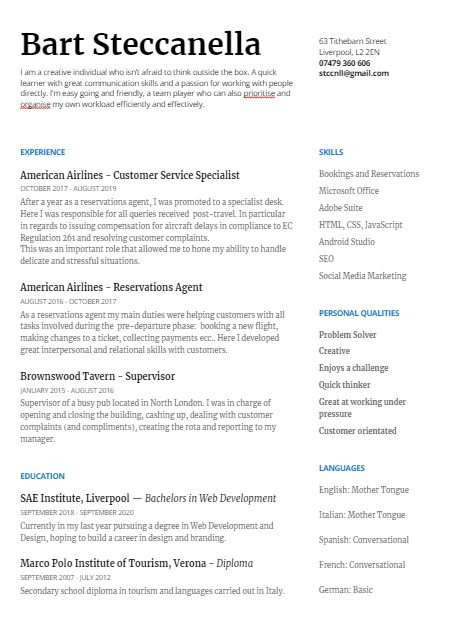 Bart Steccanella
I am a creative individual who isn't afraid to think outside the box. A quick
learner with great communication skills and a passion for working with people
directly. I'm easy going and friendly, a team player who can also prioritise and
organise my own workload efficiently and effectively.
63 Tithebarn Street
Liverpool, L2 2EN
07479 360 606
stccnll@gmail.com
EXPERIENCE
American Airlines - Customer Service Specialist
OCTOBER 2017 - AUGUST 2019
After a year as a reservations agent, I was promoted to a specialist desk.
Here I was responsible for all queries received post-travel. In particular
in regards to issuing compensation for aircraft delays in compliance to EC
Regulation 261 and resolving customer complaints.
This was an important role that allowed me to hone my ability to handle
delicate and stressful situations.
American Airlines - Reservations Agent
AUGUST 2016 - OCTOBER 2017
As a reservations agent my main duties were helping customers with all
tasks involved during the pre-departure phase: booking a new flight,
making changes to a ticket, collecting payments ecc.. Here I developed
great interpersonal and relational skills with customers.
Brownswood Tavern - Supervisor
JANUARY 2015 - AUGUST 2016
Supervisor of a busy pub located in North London. I was in charge of
opening and closing the building, cashing up, dealing with customer
complaints (and compliments), creating the rota and reporting to my
manager.
EDUCATION
SAE Institute, Liverpool — Bachelors in Web Development
SEPTEMBER 2018 - SEPTEMBER 2020
Currently in my last year pursuing a degree in Web Development and
Design, hoping to build a career in design and branding.
Marco Polo Institute of Tourism, Verona - Diploma
SEPTEMBER 2007 - JULY 2012
Secondary school diploma in tourism and languages carried out in Italy.
SKILLS
Bookings and Reservations
Microsoft Office
Adobe Suite
HTML, CSS, JavaScript
Android Studio
SEO
Social Media Marketing
PERSONAL QUALITIES
Problem Solver
Creative
Enjoys a challenge
Quick thinker
Great at working under
pressure
Customer orientated
LANGUAGES
English: Mother Tongue
Italian: Mother Tongue
Spanish: Conversational
French: Conversational
German: Basic